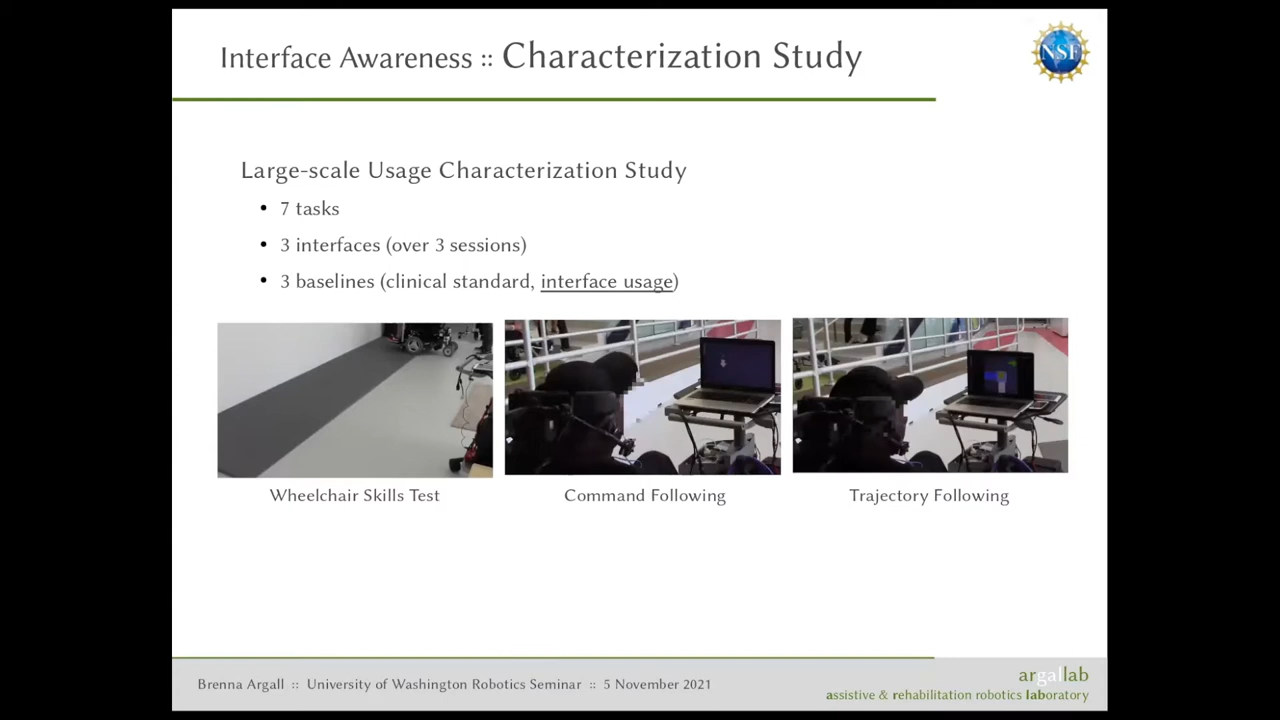 Interface Awareness :: Characterization Study
NSF
Large-scale Usage Characterization Study
• 7 tasks
• 3 interfaces (over 3 sessions)
• 3 baselines (clinical standard, interface usage)
Wheelchair Skills Test
Command Following
Trajectory Following
Brenna Argall :: University of Washington Robotics Seminar :: 5 November 2021
argallab
assistive & rehabilitation robotics laboratory